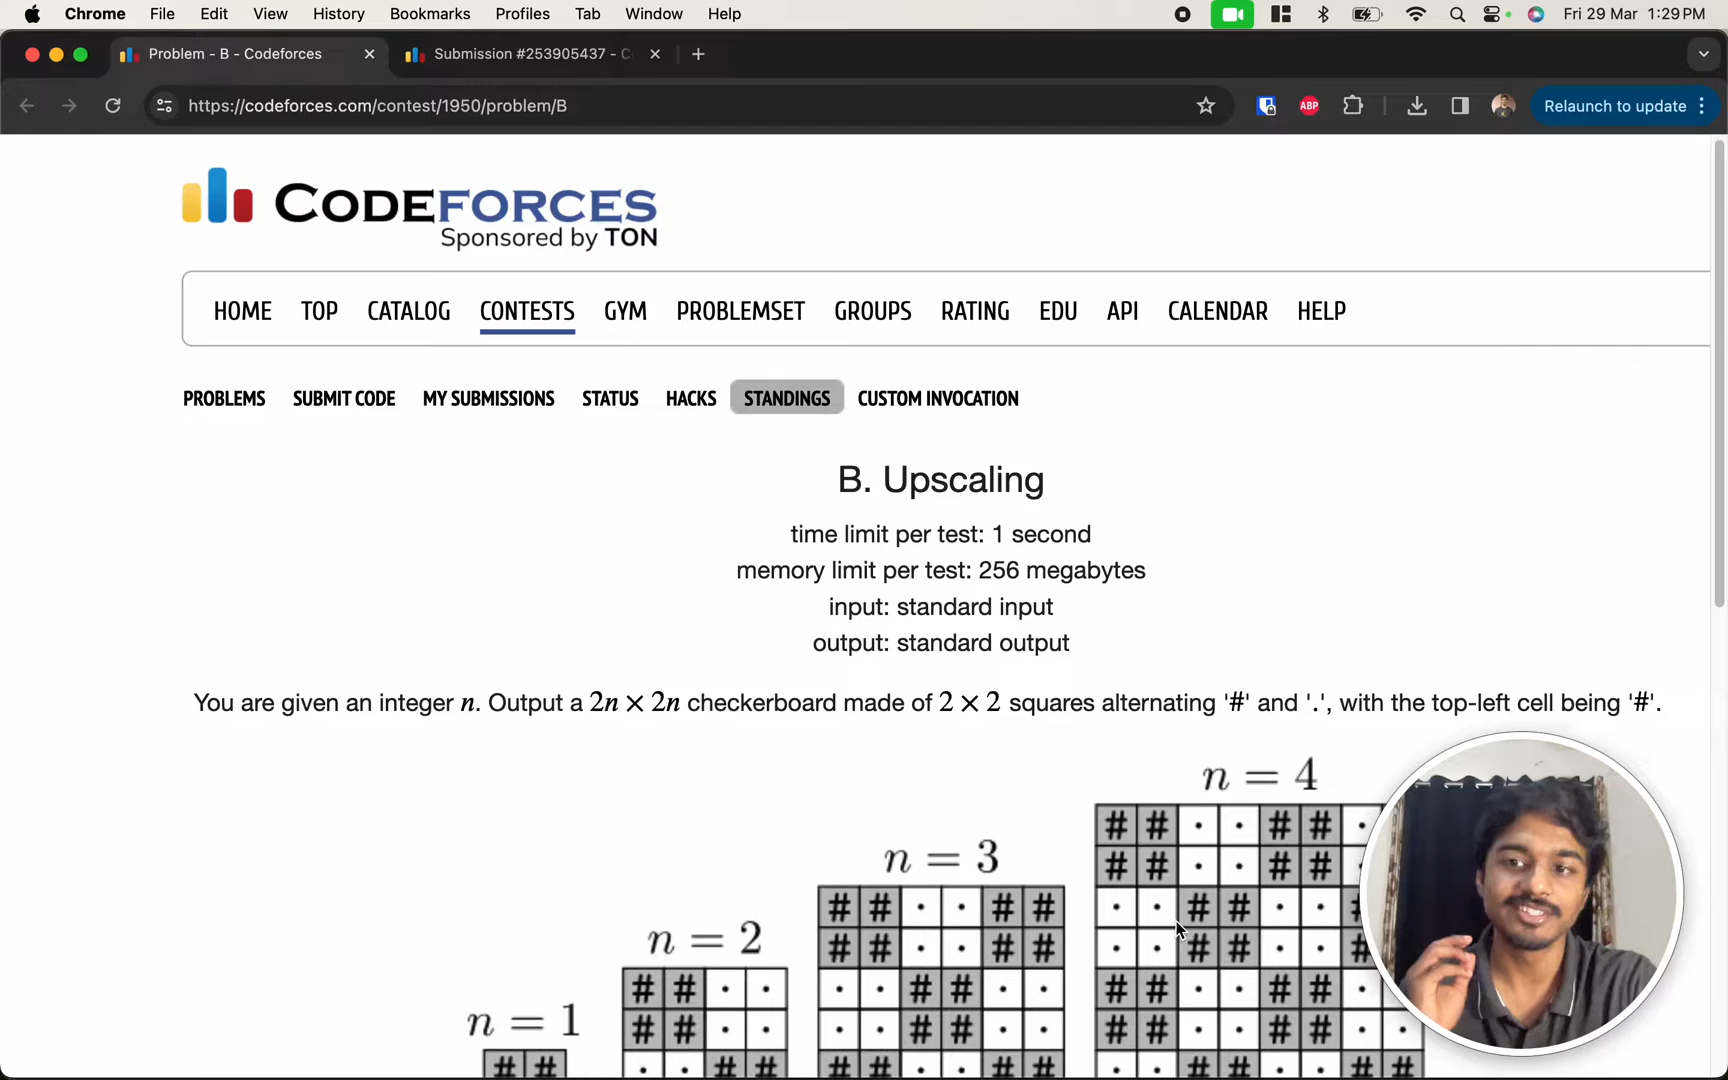 Chrome File Edit View History Bookmarks Profiles Tab Window Help Fri 29 Mar 1:29 PM
Problem - B - Codeforces Submission #253905437 - C
https://codeforces.com/contest/1950/problem/B ABP Relaunch to update
CODEFORCES
Sponsored by TON
HOME TOP CATALOG CONTESTS GYM PROBLEMSET GROUPS RATING EDU API CALENDAR HELP
PROBLEMS SUBMIT CODE MY SUBMISSIONS STATUS HACKS STANDINGS CUSTOM INVOCATION
B. Upscaling
time limit per test: 1 second
memory limit per test: 256 megabytes
input: standard input
output: standard output
You are given an integer n. Output a 2n × 2n checkerboard made of 2 × 2 squares alternating '#' and '.', with the top-left cell being '#'.
n = 4
# # . . # # .
# # . . # #
n = 3
# # . . # # . . # # . . #
# # . . # # . . # # . . #
n = 2
# # . . . . # # . . # # . . # # .
n = 1
# # . . . . # # . . # # . . # # . .
# # . . # # # # . . # # . . # # . . # #